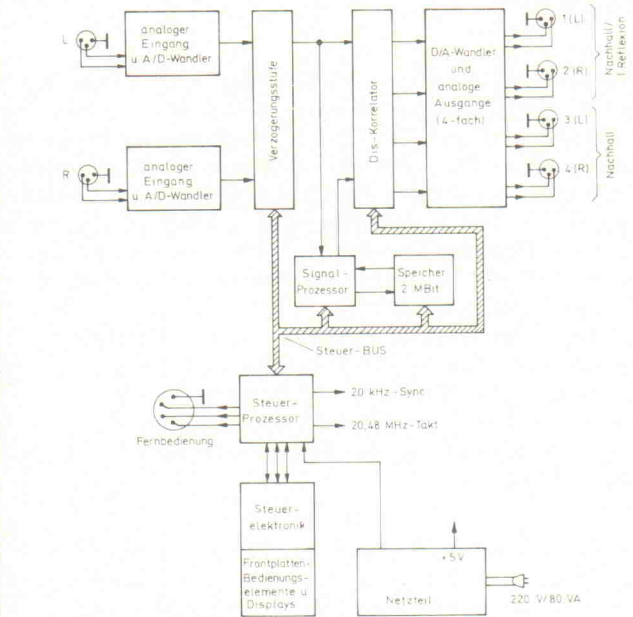 L
analoger
Eingang
u. A/D-Wandler
Verzögerungsstufe
Dis-Korrelator
D/A-Wandler
und
analoge
Ausgänge
(4-fach)
1 (L)
2 (R)
Nachhall/
1. Reflexion
3 (L)
4 (R)
Nachhall
R
analoger
Eingang
u. A/D-Wandler
Signal-
Prozessor
Speicher
2 MBit
Steuer-BUS
Steuer-
Prozessor
20 kHz-Sync
20,48 MHz-Takt
Fernbedienung
Steuer-
elektronik
Frontplatten-
Bedienungs-
elemente u
Displays
+5V
Netzteil
220 V/80 VA